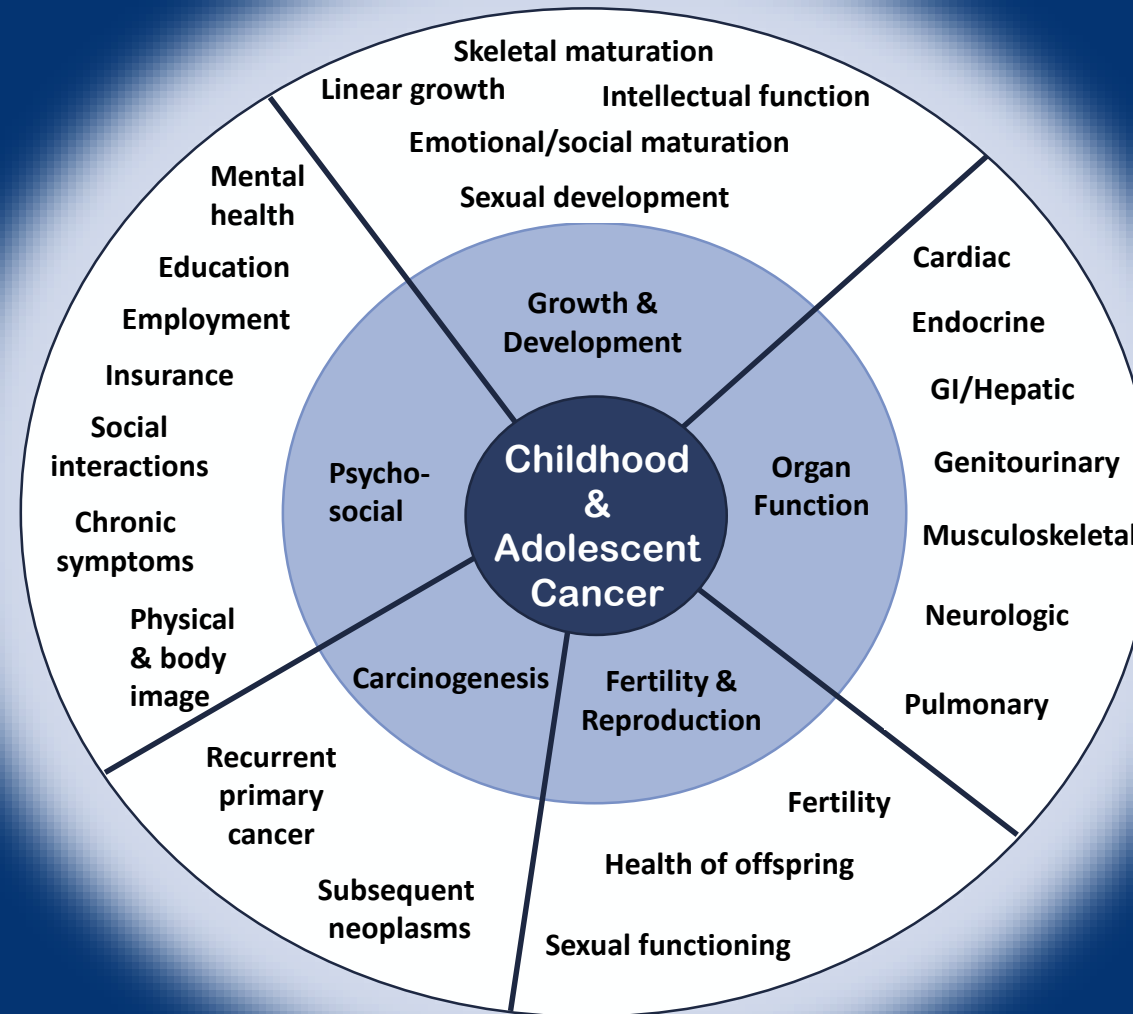 Skeletal maturation
Linear growth
Intellectual function
Emotional/social maturation
Sexual development
Growth &
Development
Childhood
&
Adolescent
Cancer
Organ
Function
Cardiac
Endocrine
GI/Hepatic
Genitourinary
Musculoskeletal
Neurologic
Pulmonary
Fertility &
Reproduction
Fertility
Health of offspring
Sexual functioning
Carcinogenesis
Recurrent
primary
cancer
Subsequent
neoplasms
Psycho-
social
Mental
health
Education
Employment
Insurance
Social
interactions
Chronic
symptoms
Physical
& body
image